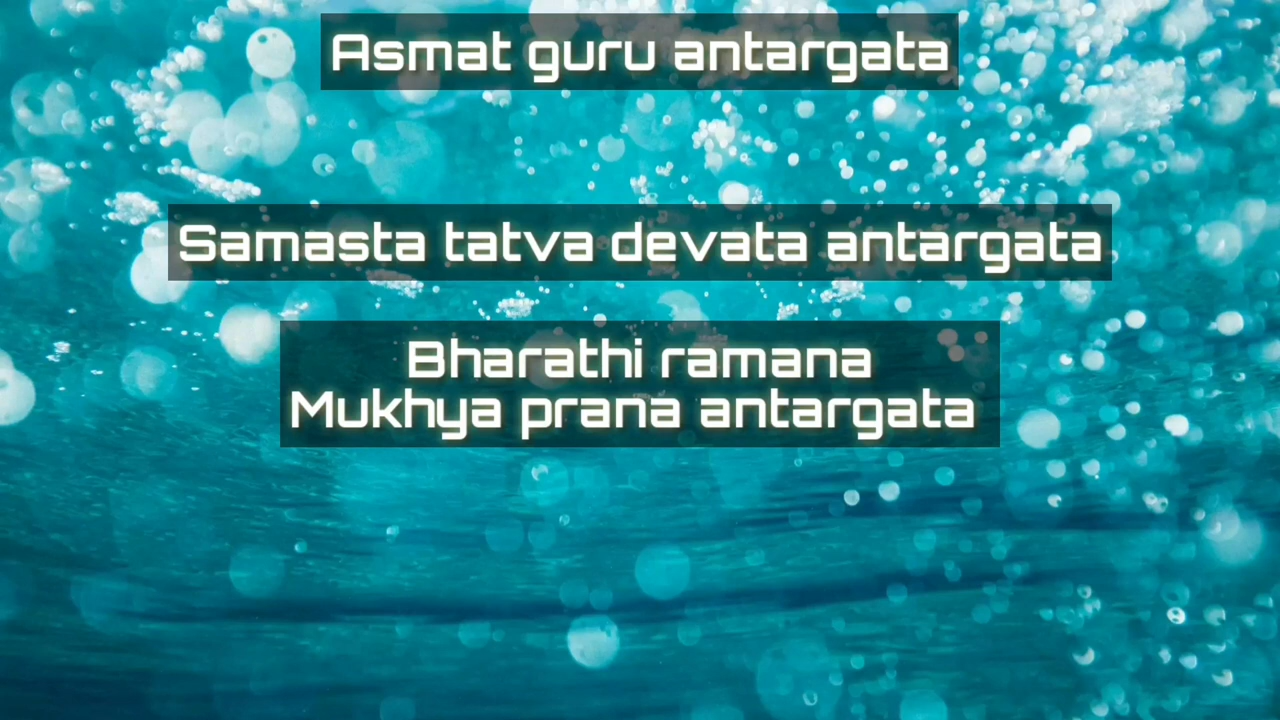 Asmat guru antargata
Samasta tatva devata antargata
Bharathi ramana
Mukhya prana antargata